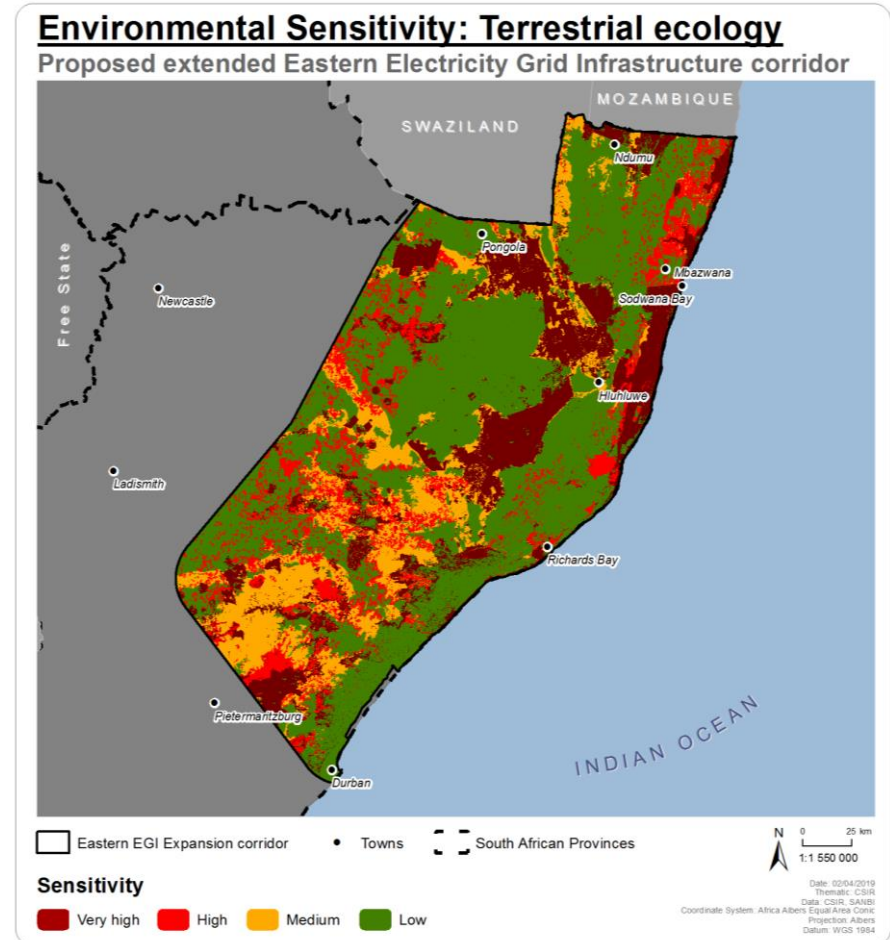 Environmental Sensitivity: Terrestrial ecology
Proposed extended Eastern Electricity Grid Infrastructure corridor
MOZAMBIQUE
SWAZILAND
Ndumu
Pongola
Free State
Mbazwana
Newcastle
Sodwana Bay
Hluhluwe
Ladismith
Richards Bay
Pietermaritzburg
INDIAN OCEAN
Durban
Eastern EGI Expansion corridor
Towns
South African Provinces
N
0 25 km
1:1 550 000
Sensitivity
Very high
High
Medium
Low
Date: 02/04/2019
Thematic: CSIR
Data: CSIR, SANBI
Coordinate System: Africa Albers Equal Area Conic
Projection: Albers
Datum: WGS 1984